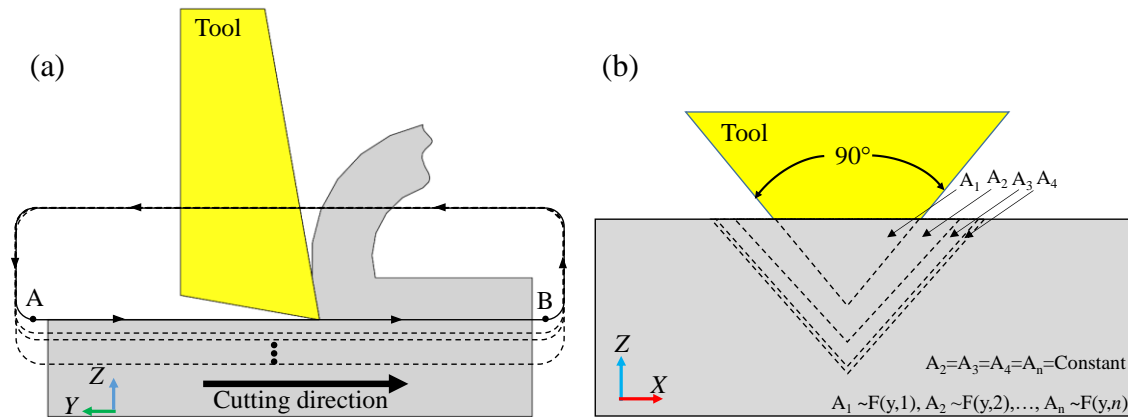 (a)
Tool
A
B
Z
Y
Cutting direction
(b)
Tool
90°
A₁ A₂ A₃ A₄
Z
X
A₂=A₃=A₄=Aₙ=Constant
A₁ ~F(y,1), A₂ ~F(y,2),…, Aₙ ~F(y,n)